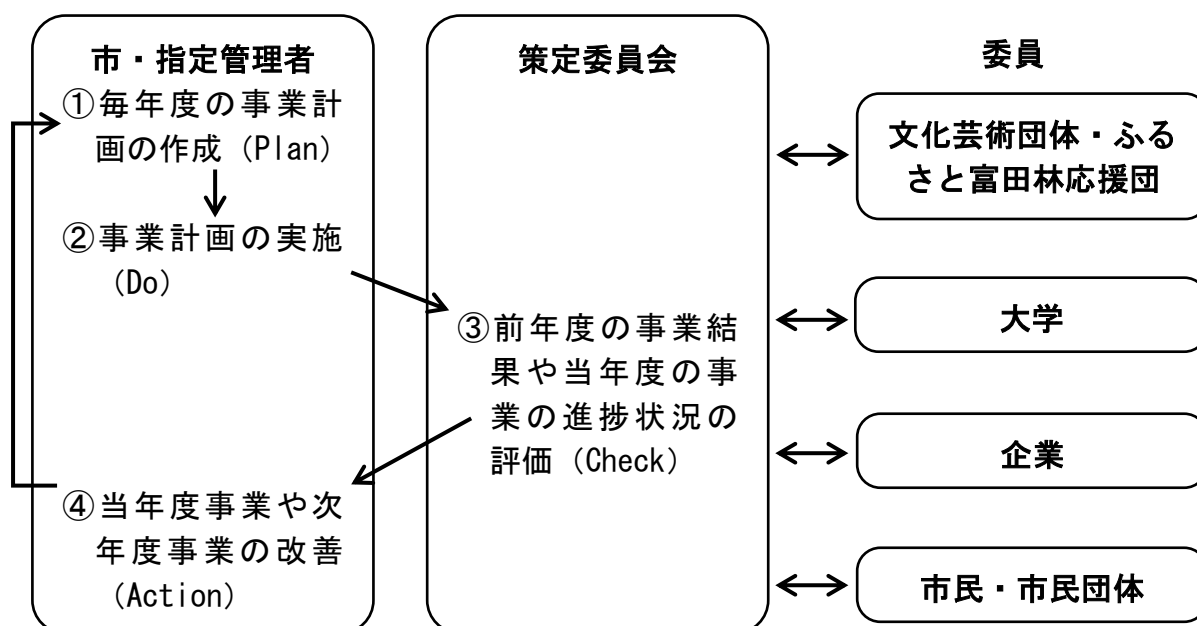 市・指定管理者
①毎年度の事業計
画の作成（Plan）
②事業計画の実施
（Do）
④当年度事業や次
年度事業の改善
（Action）
策定委員会
③前年度の事業結
果や当年度の事
業の進捗状況の
評価（Check）
委員
文化芸術団体・ふる
さと富田林応援団
大学
企業
市民・市民団体